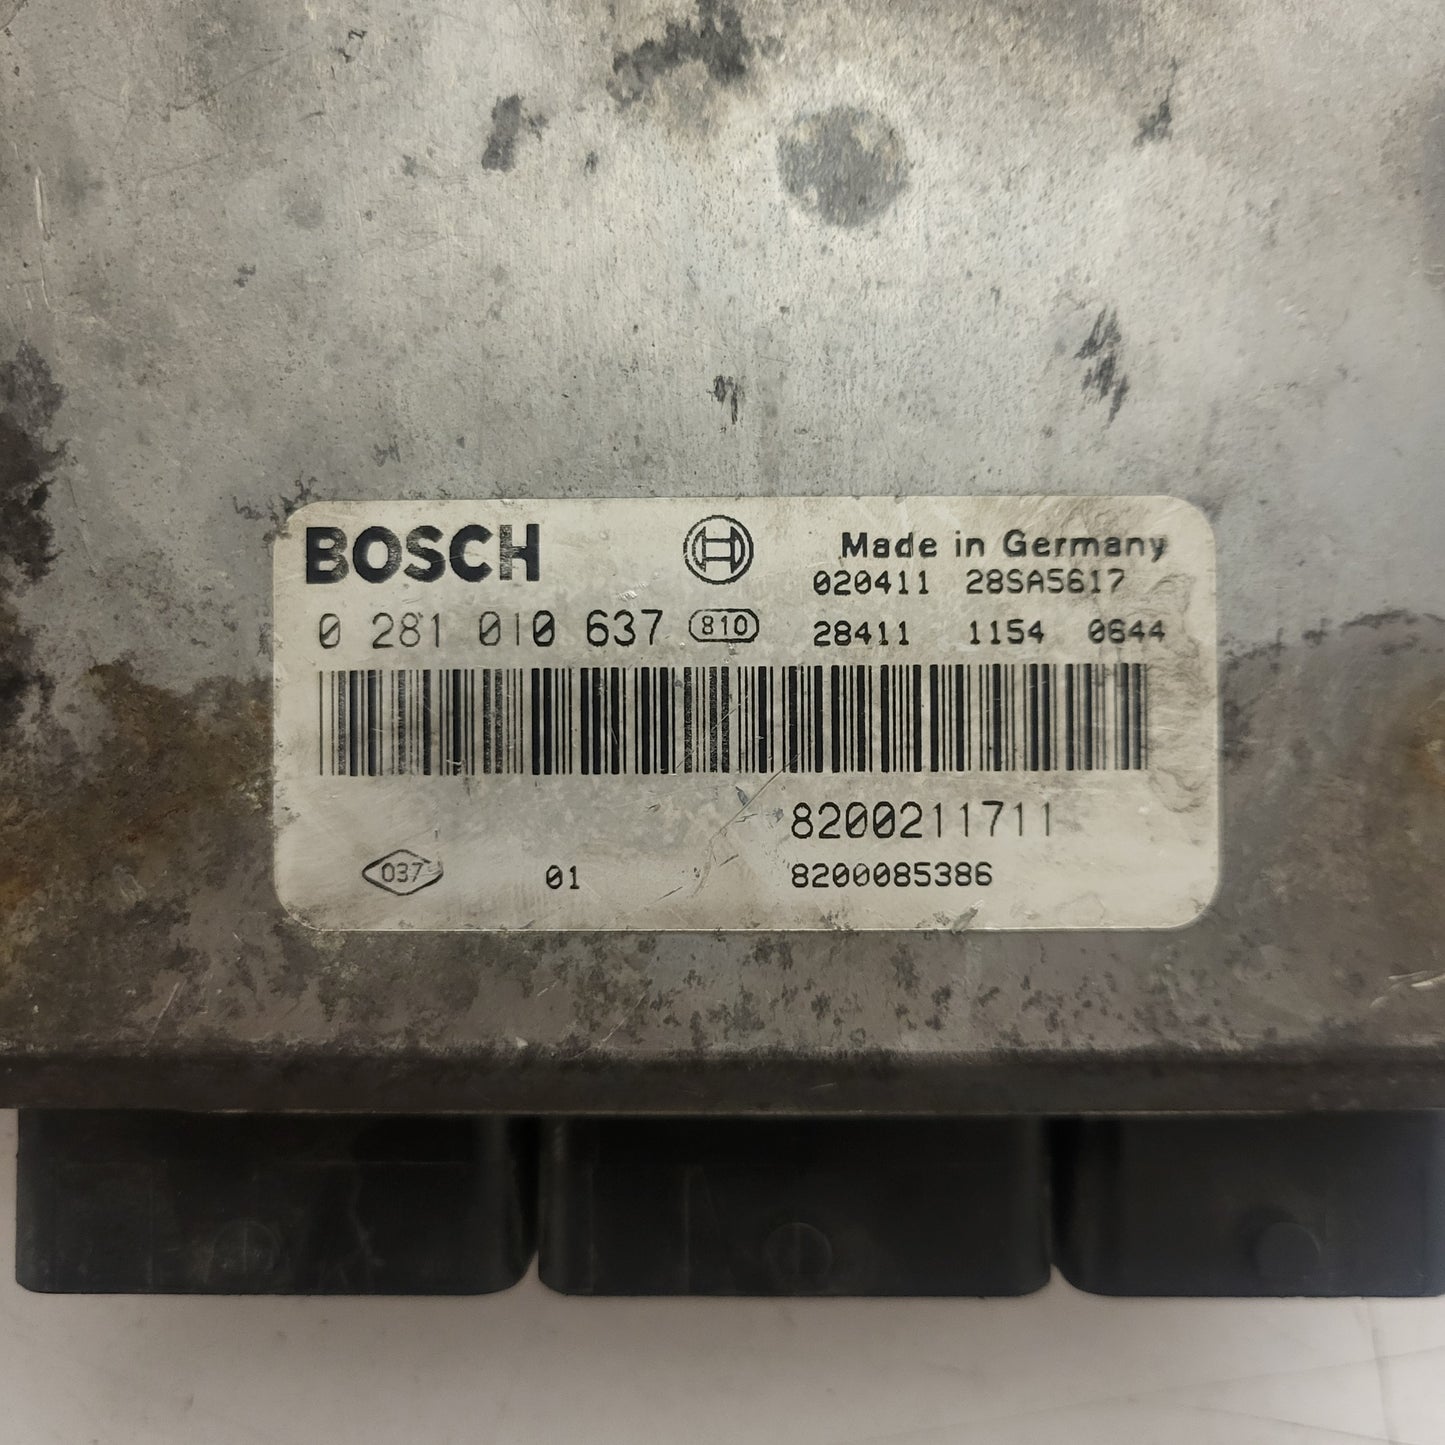 BOSCH Made in Germany
020411 28SA5617
0 281 010 637 810 28411 1154 0644
8200211711
037 01 8200085386